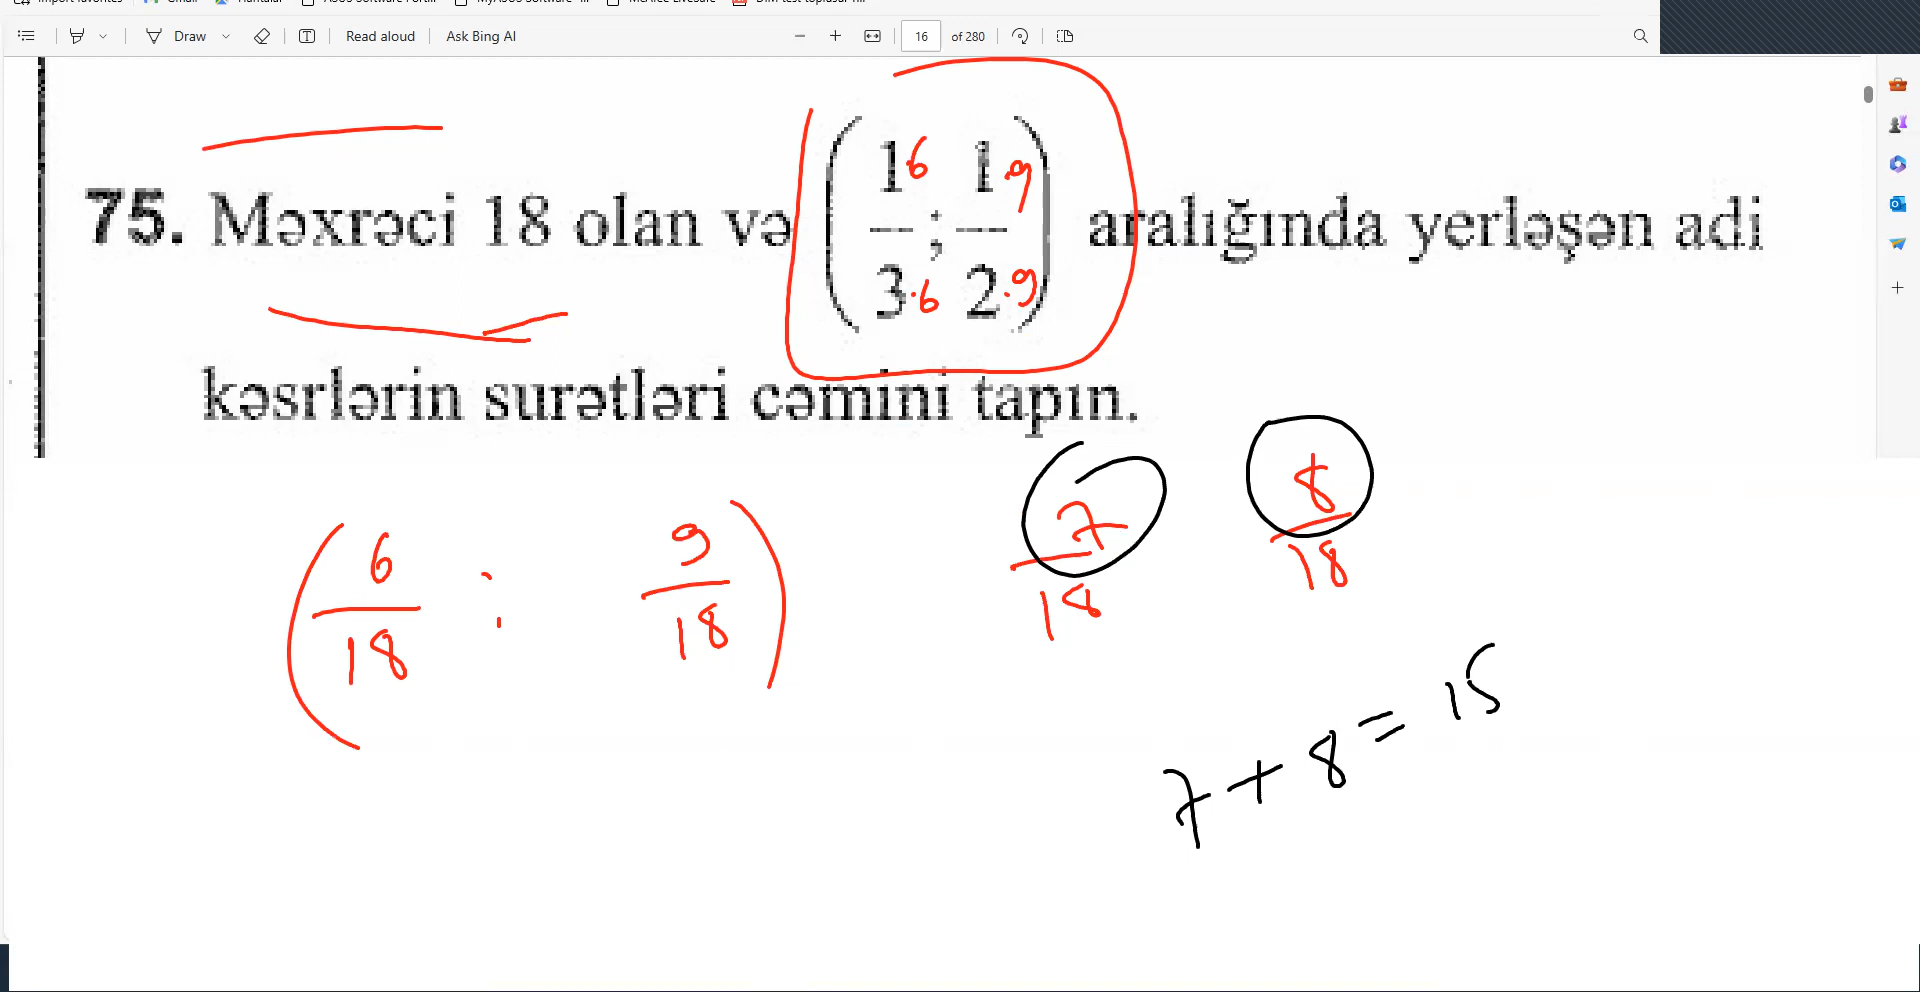 Draw
Read aloud
Ask Bing AI
16
of 280
75. Məxrəci 18 olan və (1/3 ; 1/2) aralığında yerləşən adi
·6 ·9
·6 ·9
kəsrlərin surətləri cəmini tapın.
(6/18 ; 9/18)
7/18
8/18
7 + 8 = 15